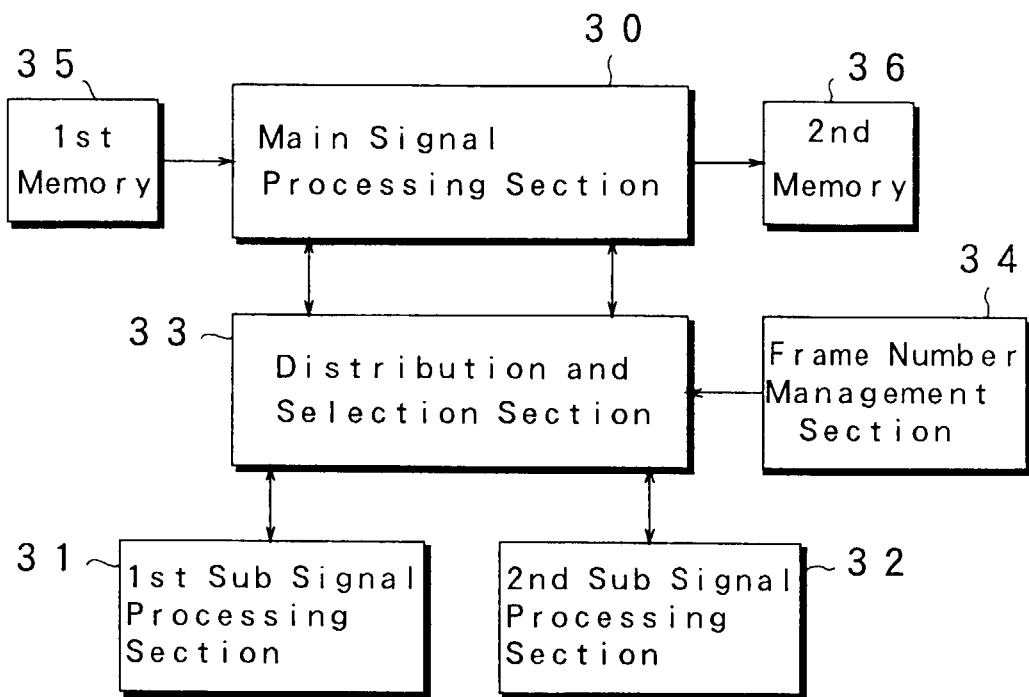 30
35
36
1st
Memory
Main Signal
Processing Section
2nd
Memory
34
33
Distribution and
Selection Section
Frame Number
Management
Section
31
1st Sub Signal
Processing
Section
2nd Sub Signal
Processing
Section
32